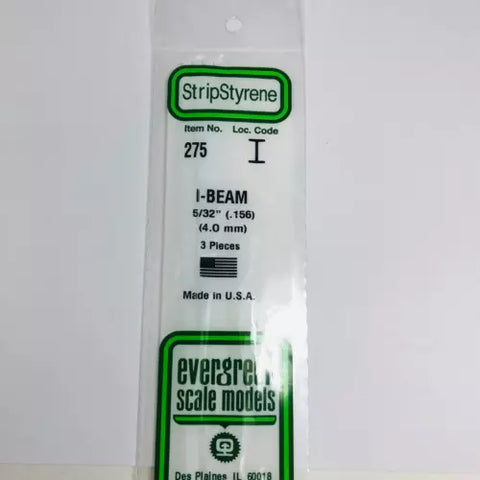 StripStyrene
Item No. Loc. Code
275 I
I-BEAM
5/32" (.156)
(4.0 mm)
3 Pieces
Made in U.S.A.
evergreen
scale models
Des Plaines IL 60018